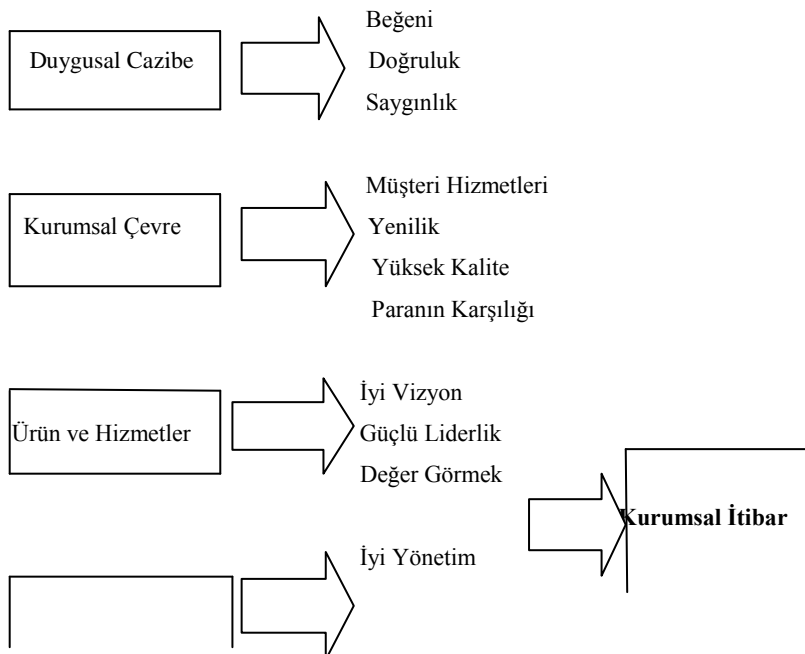 Duygusal Cazibe
Beğeni
Doğruluk
Saygınlık
Kurumsal Çevre
Müşteri Hizmetleri
Yenilik
Yüksek Kalite
Paranın Karşılığı
Ürün ve Hizmetler
İyi Vizyon
Güçlü Liderlik
Değer Görmek
Kurumsal İtibar
İyi Yönetim